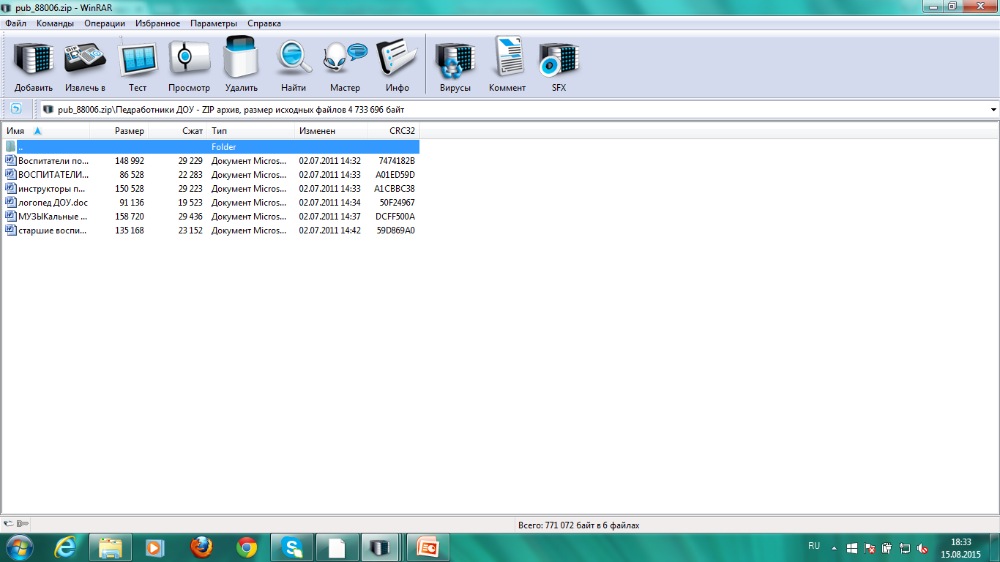 pub_88006.zip - WinRAR
Файл Команды Операции Избранное Параметры Справка
Добавить Извлечь в Тест Просмотр Удалить Найти Мастер Инфо Вирусы Коммент SFX
pub_88006.zip\Педработники ДОУ - ZIP архив, размер исходных файлов 4 733 696 байт
Имя Размер Сжат Тип Изменен CRC32
.. Folder
Воспитатели по... 148 992 29 229 Документ Micros... 02.07.2011 14:32 7474182B
ВОСПИТАТЕЛИ... 86 528 22 283 Документ Micros... 02.07.2011 14:33 A01ED59D
инструкторы п... 150 528 29 223 Документ Micros... 02.07.2011 14:33 A1CBBC38
логопед ДОУ.doc 91 136 19 523 Документ Micros... 02.07.2011 14:34 50F24967
МУЗЫКальные ... 158 720 29 436 Документ Micros... 02.07.2011 14:37 DCFF500A
старшие воспи... 135 168 23 152 Документ Micros... 02.07.2011 14:42 59D869A0
Всего: 771 072 байт в 6 файлах
RU
18:33
15.08.2015